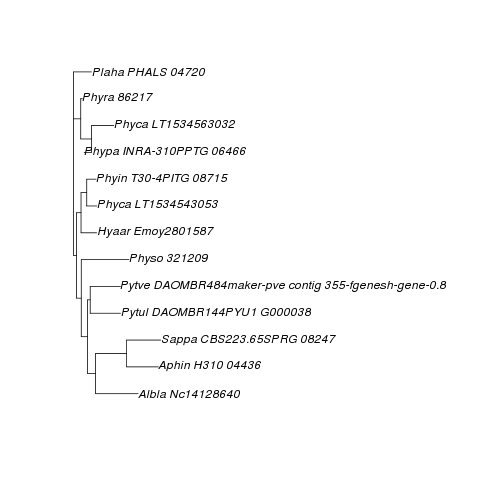 Plaha PHALS 04720
Phyra 86217
Phyca LT1534563032
Phypa INRA-310PPTG 06466
Phyin T30-4PITG 08715
Phyca LT1534543053
Hyaar Emoy2801587
Physo 321209
Pytve DAOMBR484maker-pve contig 355-fgenesh-gene-0.8
Pytul DAOMBR144PYU1 G000038
Sappa CBS223.65SPRG 08247
Aphin H310 04436
Albla Nc14128640